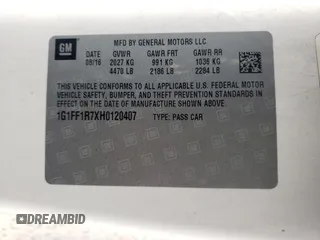 GM
MFD BY GENERAL MOTORS LLC
DATE GVWR GAWR FRT GAWR RR
08/16 2027 KG 991 KG 1036 KG
4470 LB 2186 LB 2284 LB
THIS VEHICLE CONFORMS TO ALL APPLICABLE U.S. FEDERAL MOTOR
VEHICLE SAFETY, BUMPER, AND THEFT PREVENTION STANDARDS IN
EFFECT ON THE DATE OF MANUFACTURE SHOWN ABOVE.
1G1FF1R7XH0120407 TYPE: PASS CAR
DREAMBID